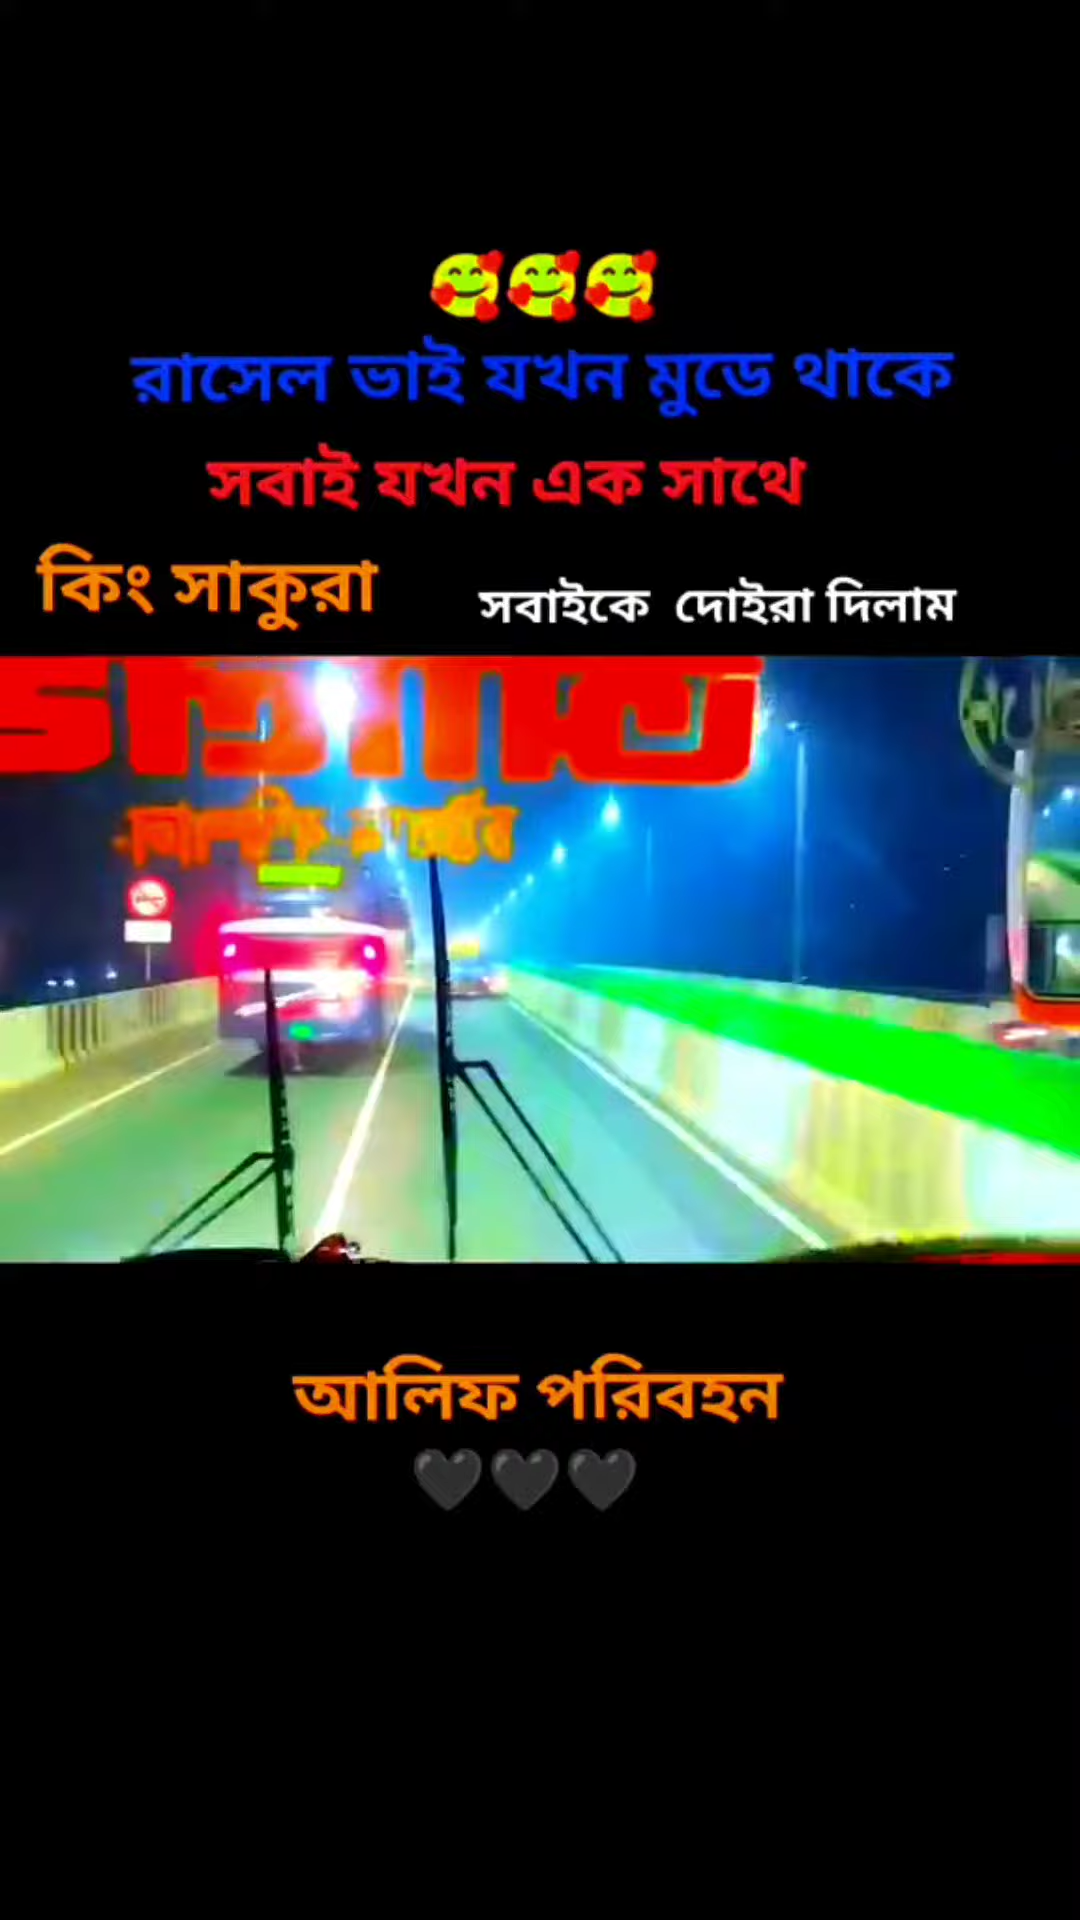 🥰🥰🥰
রাসেল ভাই যখন মুডে থাকে
সবাই যখন এক সাথে
কিং সাকুরা
সবাইকে দোইরা দিলাম
আলিফ পরিবহন
🖤🖤🖤